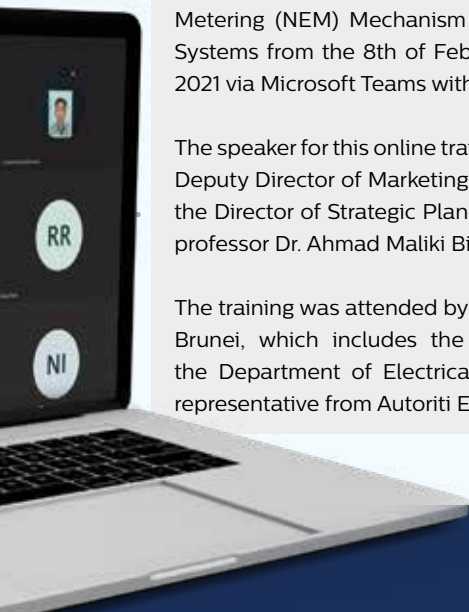 Metering (NEM) Mechanism
Systems from the 8th of Feb
2021 via Microsoft Teams with
The speaker for this online trai
Deputy Director of Marketing
the Director of Strategic Plan
professor Dr. Ahmad Maliki Bi
The training was attended by
Brunei, which includes the
the Department of Electrica
representative from Autoriti E
RR
NI